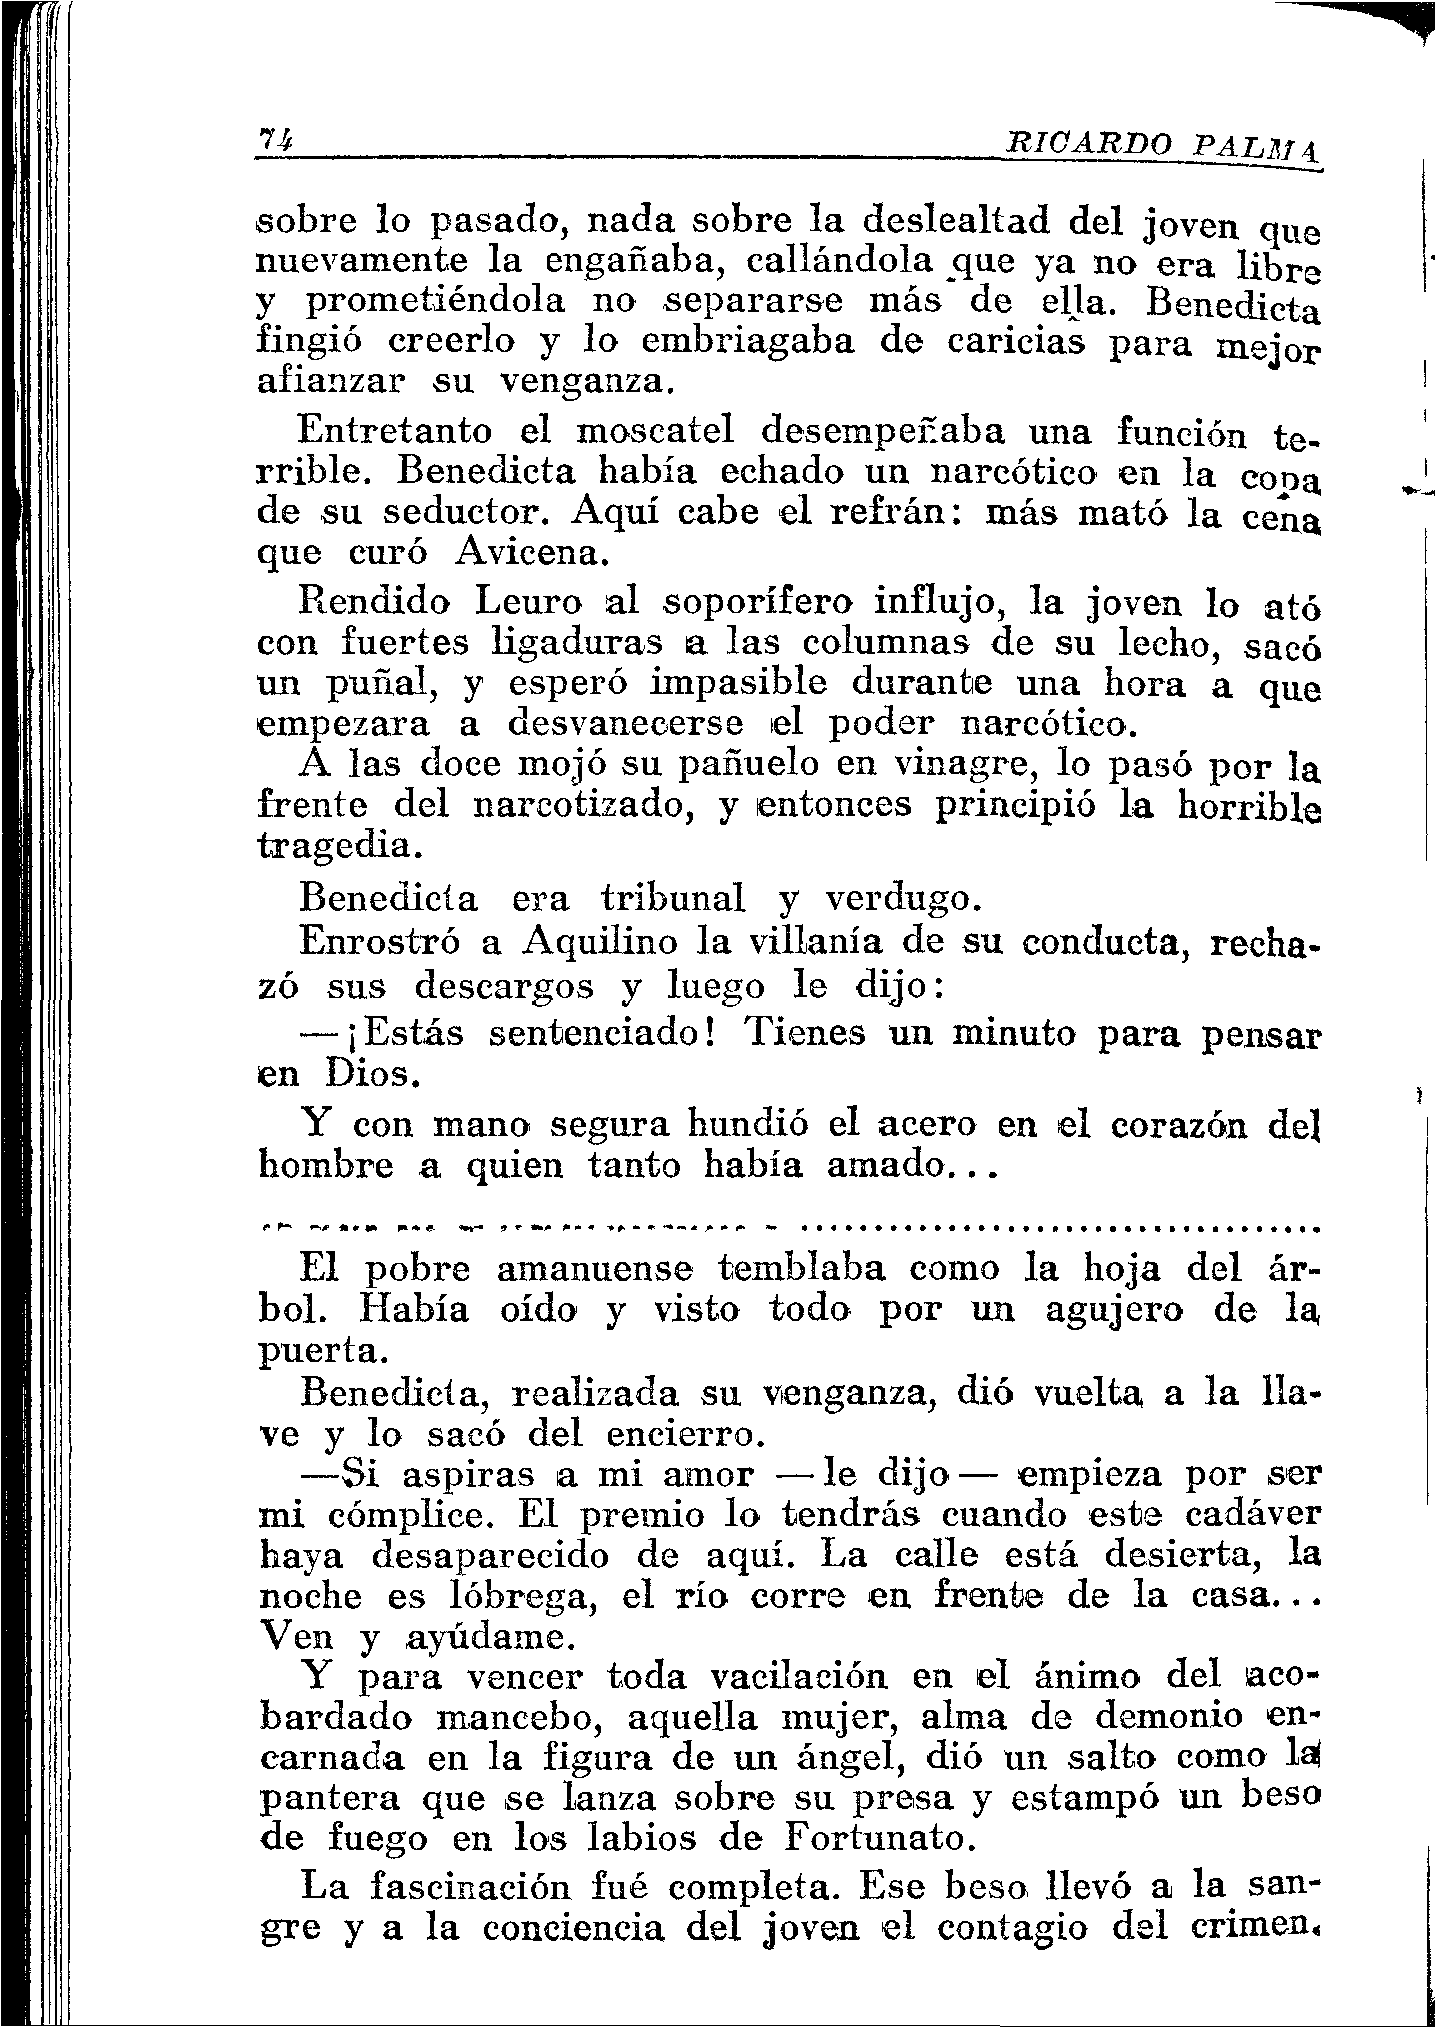 74 RICARDO PALMA
sobre lo pasado, nada sobre la deslealtad del joven que
nuevamente la engañaba, callándola que ya no era libre
y prometiéndola no separarse más de ella. Benedicta
fingió creerlo y lo embriagaba de caricias para mejor
afianzar su venganza.
Entretanto el moscatel desempeñaba una función te-
rrible. Benedicta había echado un narcótico en la copa
de su seductor. Aquí cabe el refrán: más mató la cena
que curó Avicena.
Rendido Leuro al soporífero influjo, la joven lo ató
con fuertes ligaduras a las columnas de su lecho, sacó
un puñal, y esperó impasible durante una hora a que
empezara a desvanecerse el poder narcótico.
A las doce mojó su pañuelo en vinagre, lo pasó por la
frente del narcotizado, y entonces principió la horrible
tragedia.
Benedicta era tribunal y verdugo.
Enrostró a Aquilino la villanía de su conducta, recha-
zó sus descargos y luego le dijo:
—¡Estás sentenciado! Tienes un minuto para pensar
en Dios.
Y con mano segura hundió el acero en el corazón del
hombre a quien tanto había amado...
................................................................
El pobre amanuense temblaba como la hoja del ár-
bol. Había oído y visto todo por un agujero de la
puerta.
Benedicta, realizada su venganza, dió vuelta a la lla-
ve y lo sacó del encierro.
—Si aspiras a mi amor —le dijo— empieza por ser
mi cómplice. El premio lo tendrás cuando este cadáver
haya desaparecido de aquí. La calle está desierta, la
noche es lóbrega, el río corre en frente de la casa...
Ven y ayúdame.
Y para vencer toda vacilación en el ánimo del aco-
bardado mancebo, aquella mujer, alma de demonio en-
carnada en la figura de un ángel, dió un salto como la
pantera que se lanza sobre su presa y estampó un beso
de fuego en los labios de Fortunato.
La fascinación fué completa. Ese beso llevó a la san-
gre y a la conciencia del joven el contagio del crimen.